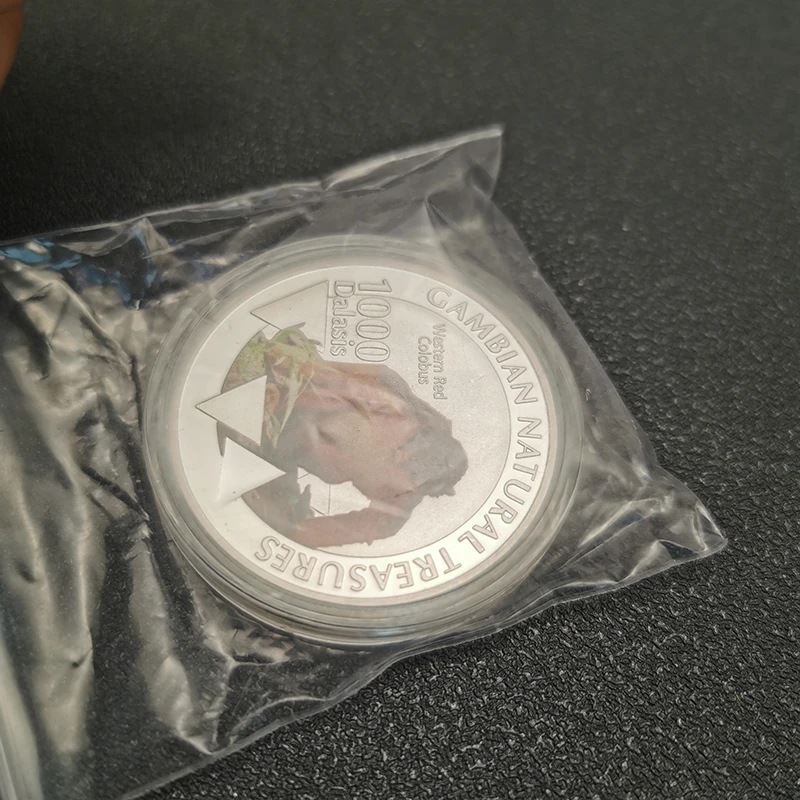 GAMBIAN NATURAL TREASURES
1000
Dalasis
Western Red
Colobus